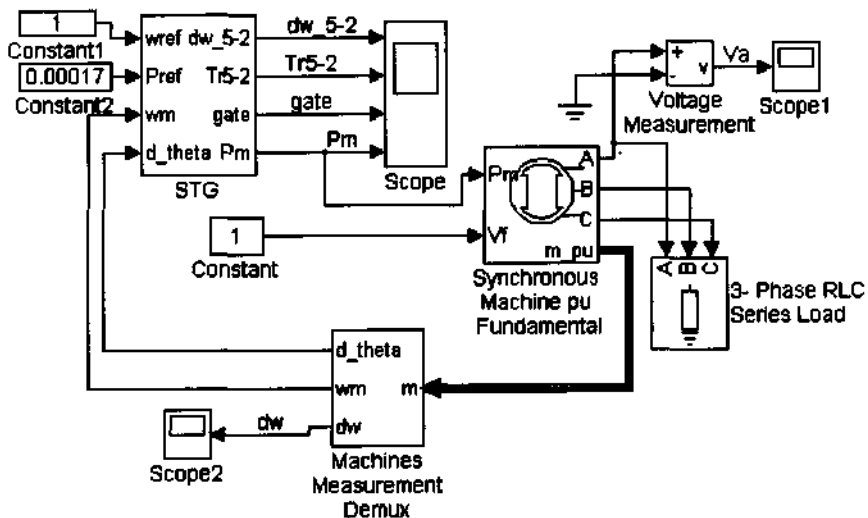 1
Constant1
0.00017
Constant2
wref dw_5-2
Pref Tr5-2
wm gate
d_theta Pm
STG
dw_5-2
Tr5-2
gate
Pm
Scope
+
-
v
Voltage
Measurement
Va
Scope1
1
Constant
Pm
Vf
A
B
C
m_pu
Synchronous
Machine pu
Fundamental
A B C
3- Phase RLC
Series Load
d_theta
wm
dw
m
Machines
Measurement
Demux
dw
Scope2